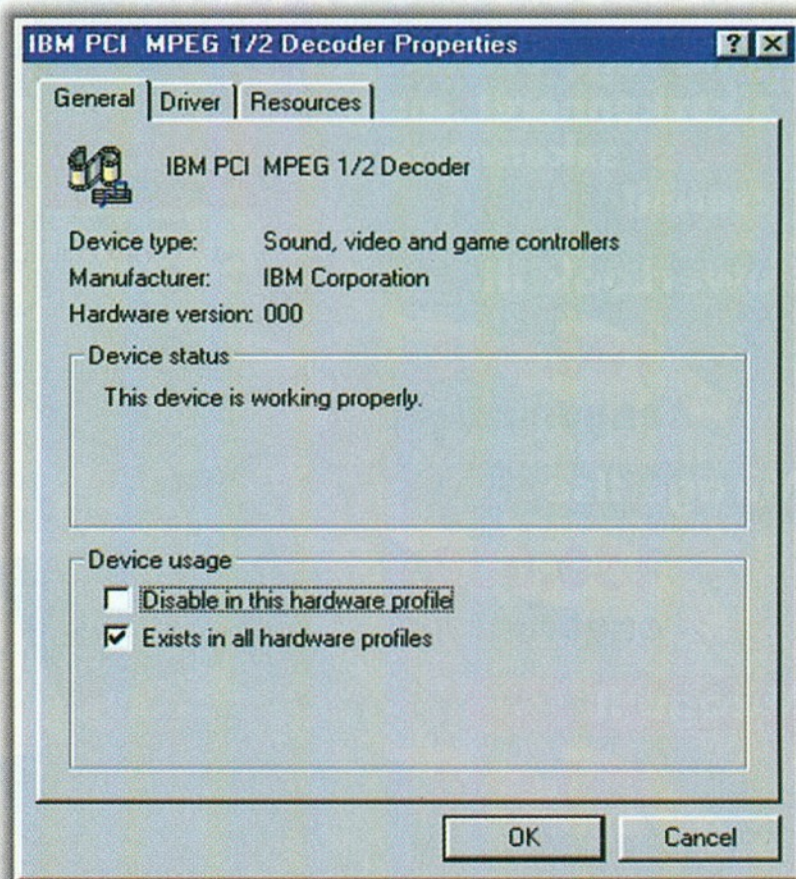 IBM PCI MPEG 1/2 Decoder Properties
General
Driver
Resources
IBM PCI MPEG 1/2 Decoder
Device type: Sound, video and game controllers
Manufacturer: IBM Corporation
Hardware version: 000
Device status
This device is working properly.
Device usage
Disable in this hardware profile
Exists in all hardware profiles
OK
Cancel